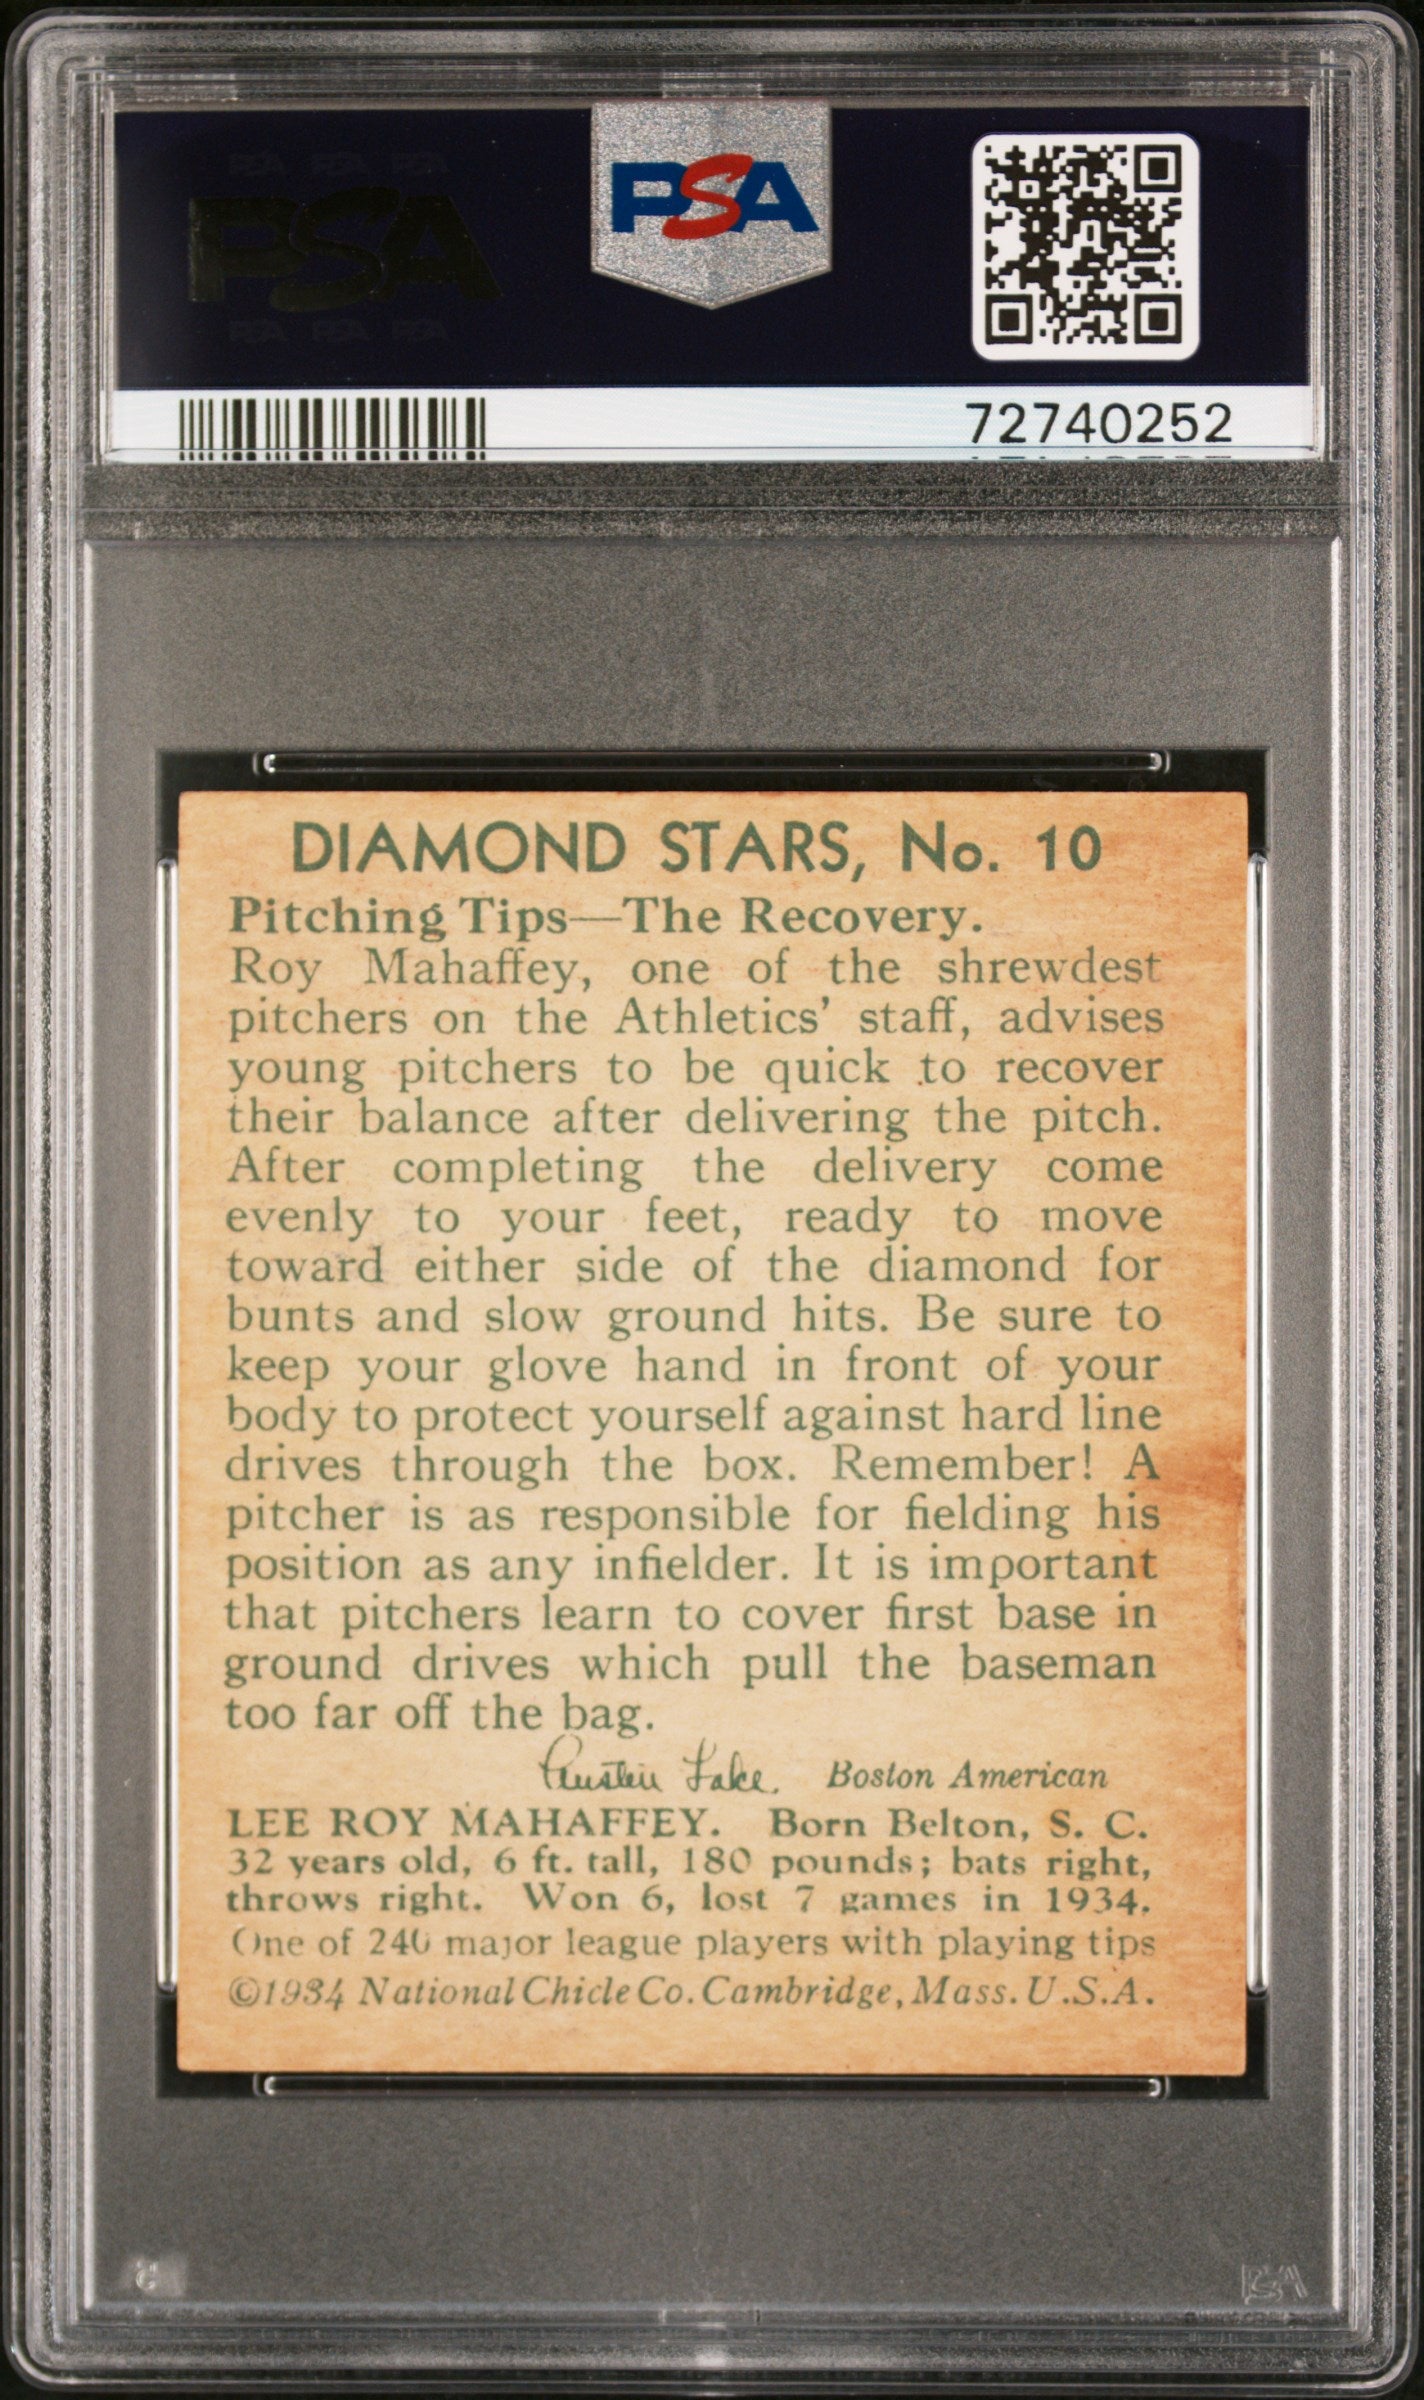 PSA
PSA
72740252
DIAMOND STARS, No. 10
Pitching Tips—The Recovery.
Roy Mahaffey, one of the shrewdest
pitchers on the Athletics' staff, advises
young pitchers to be quick to recover
their balance after delivering the pitch.
After completing the delivery come
evenly to your feet, ready to move
toward either side of the diamond for
bunts and slow ground hits. Be sure to
keep your glove hand in front of your
body to protect yourself against hard line
drives through the box. Remember! A
pitcher is as responsible for fielding his
position as any infielder. It is important
that pitchers learn to cover first base in
ground drives which pull the baseman
too far off the bag.
Austen Lake. Boston American
LEE ROY MAHAFFEY. Born Belton, S. C.
32 years old, 6 ft. tall, 180 pounds; bats right,
throws right. Won 6, lost 7 games in 1934.
One of 240 major league players with playing tips
©1934 National Chicle Co. Cambridge, Mass. U.S.A.
PSA